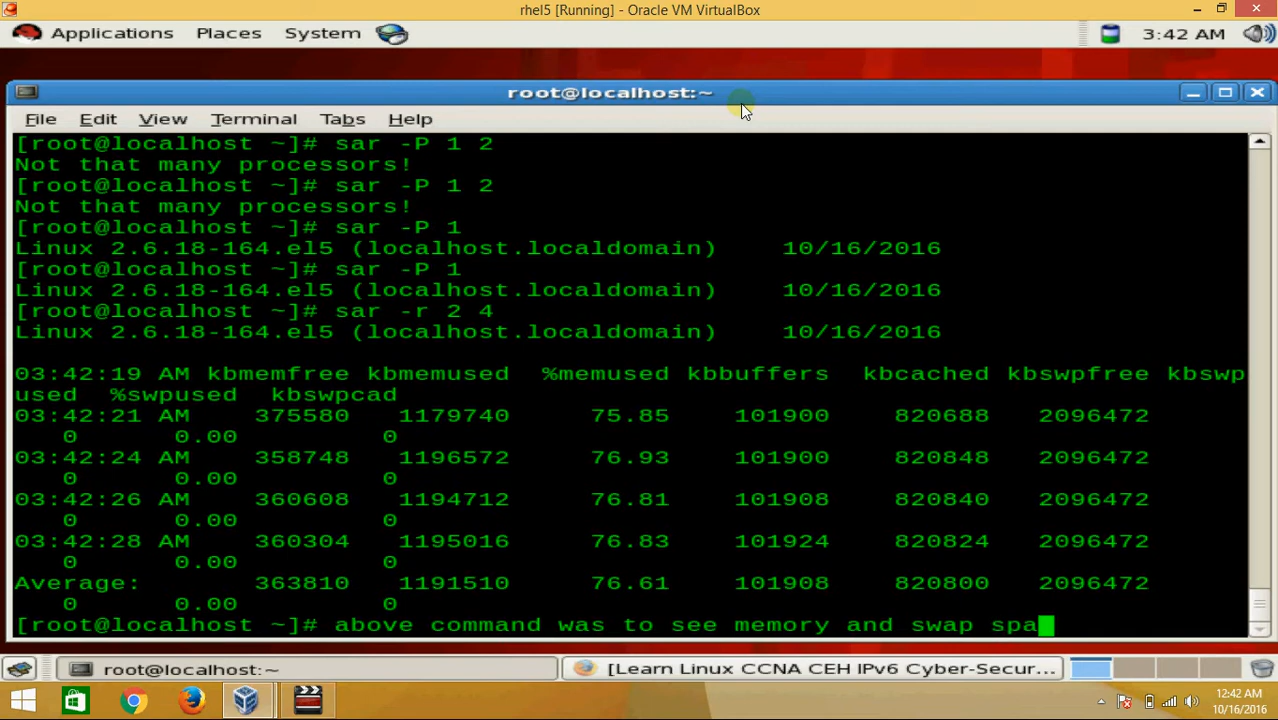 rhel5 [Running] - Oracle VM VirtualBox
Applications Places System 3:42 AM
root@localhost:~
File Edit View Terminal Tabs Help
[root@localhost ~]# sar -P 1 2
Not that many processors!
[root@localhost ~]# sar -P 1 2
Not that many processors!
[root@localhost ~]# sar -P 1
Linux 2.6.18-164.el5 (localhost.localdomain) 10/16/2016
[root@localhost ~]# sar -P 1
Linux 2.6.18-164.el5 (localhost.localdomain) 10/16/2016
[root@localhost ~]# sar -r 2 4
Linux 2.6.18-164.el5 (localhost.localdomain) 10/16/2016
03:42:19 AM kbmemfree kbmemused %memused kbbuffers kbcached kbswpfree kbswp
used %swpused kbswpcad
03:42:21 AM 375580 1179740 75.85 101900 820688 2096472
0 0.00 0
03:42:24 AM 358748 1196572 76.93 101900 820848 2096472
0 0.00 0
03:42:26 AM 360608 1194712 76.81 101908 820840 2096472
0 0.00 0
03:42:28 AM 360304 1195016 76.83 101924 820824 2096472
0 0.00 0
Average: 363810 1191510 76.61 101908 820800 2096472
0 0.00 0
[root@localhost ~]# above command was to see memory and swap spa
root@localhost:~ [Learn Linux CCNA CEH IPv6 Cyber-Secur...
12:42 AM
10/16/2016